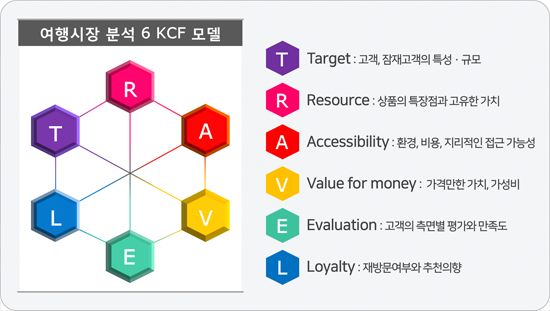 여행시장 분석 6 KCF 모델
R
T
A
L
V
E
T Target : 고객, 잠재고객의 특성 · 규모
R Resource : 상품의 특장점과 고유한 가치
A Accessibility : 환경, 비용, 지리적인 접근 가능성
V Value for money : 가격만한 가치, 가성비
E Evaluation : 고객의 측면별 평가와 만족도
L Loyalty : 재방문여부와 추천의향